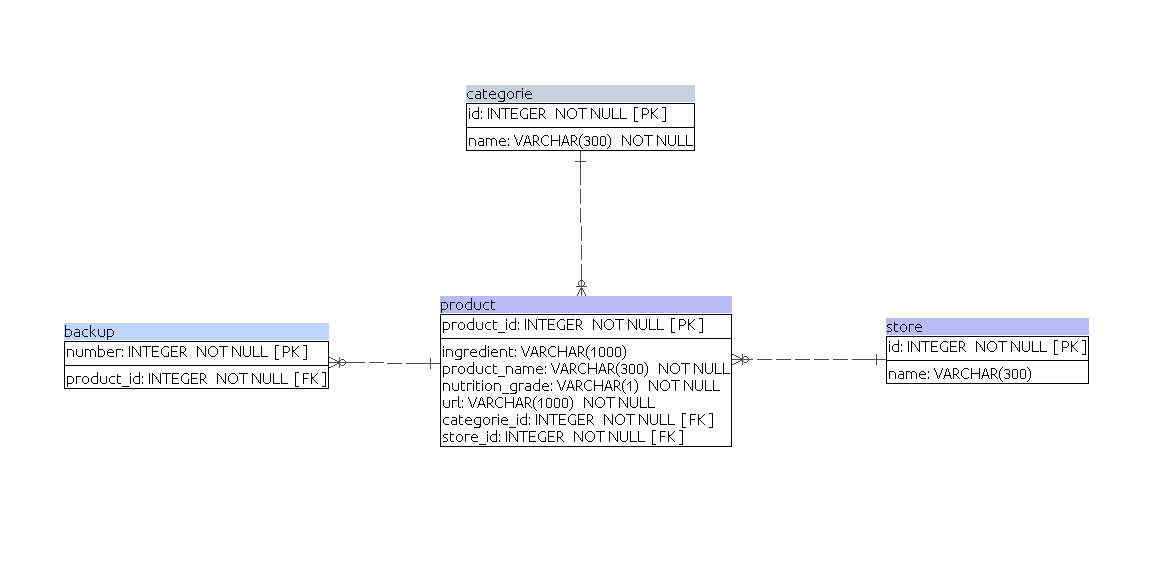 categorie
id: INTEGER NOT NULL [ PK ]
name: VARCHAR(300) NOT NULL
product
product_id: INTEGER NOT NULL [ PK ]
ingredient: VARCHAR(1000)
product_name: VARCHAR(300) NOT NULL
nutrition_grade: VARCHAR(1) NOT NULL
url: VARCHAR(1000) NOT NULL
categorie_id: INTEGER NOT NULL [ FK ]
store_id: INTEGER NOT NULL [ FK ]
backup
number: INTEGER NOT NULL [ PK ]
product_id: INTEGER NOT NULL [ FK ]
store
id: INTEGER NOT NULL [ PK ]
name: VARCHAR(300)